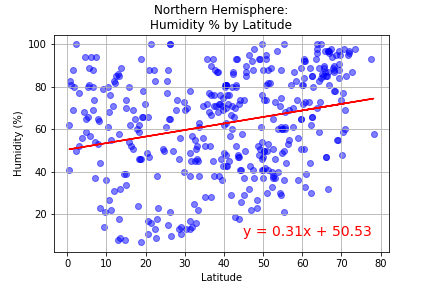 Northern Hemisphere:
Humidity % by Latitude
100
80
60
40
20
Humidity (%)
y = 0.31x + 50.53
0 10 20 30 40 50 60 70 80
Latitude